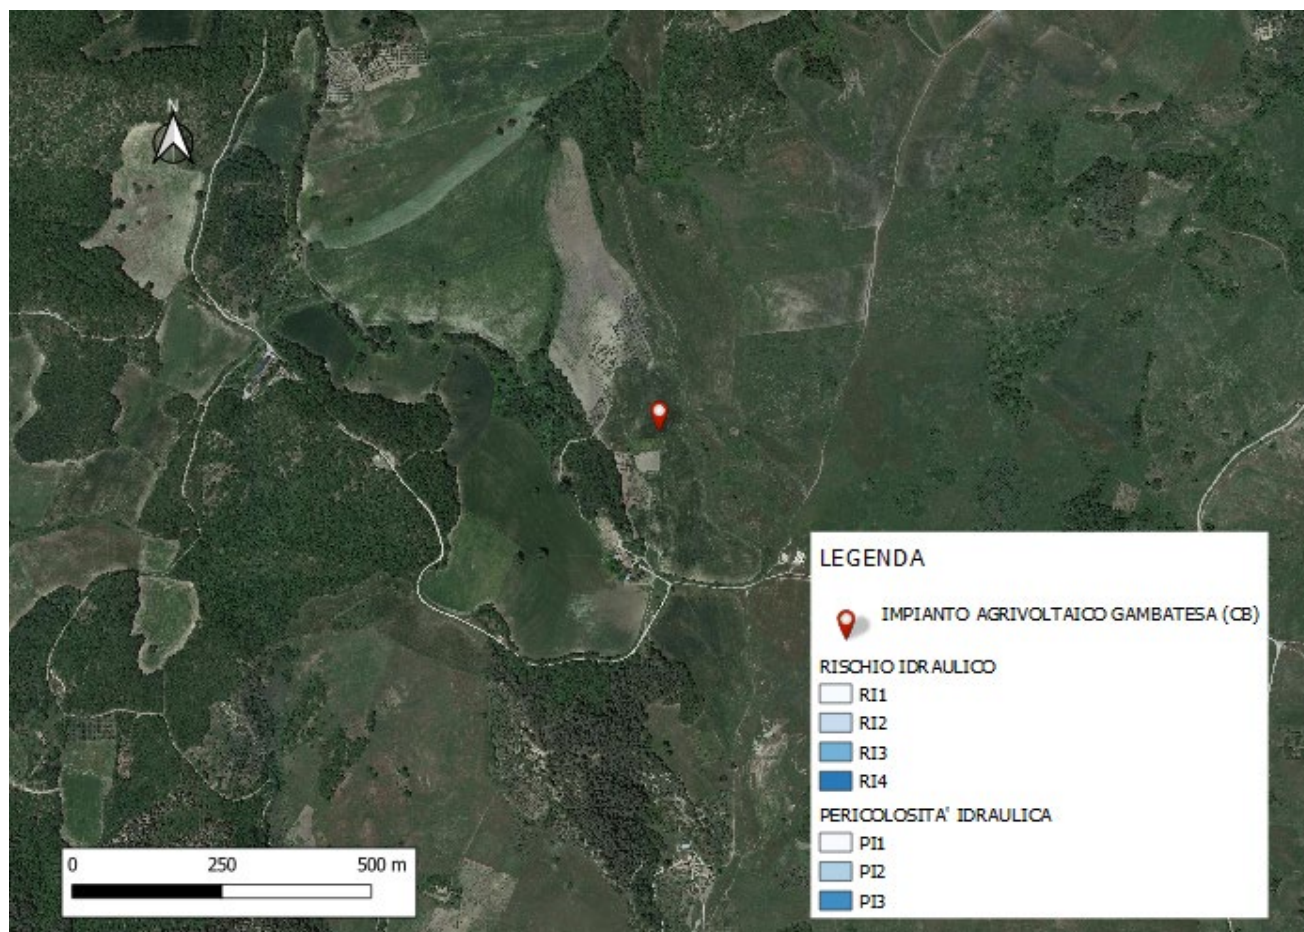 N
LEGENDA
IMPIANTO AGRIVOLTAICO GAMBATESA (CB)
RISCHIO IDRAULICO
RI1
RI2
RI3
RI4
PERICOLOSITA' IDRAULICA
PI1
PI2
PI3
0 250 500 m